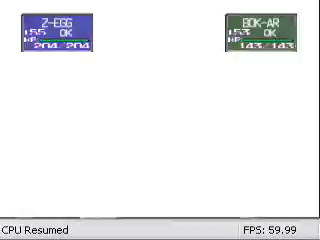 Z-EGG
L55 OK
HP
204/204
BOK-AR
L53 OK
HP
143/143
CPU Resumed
FPS: 59.99